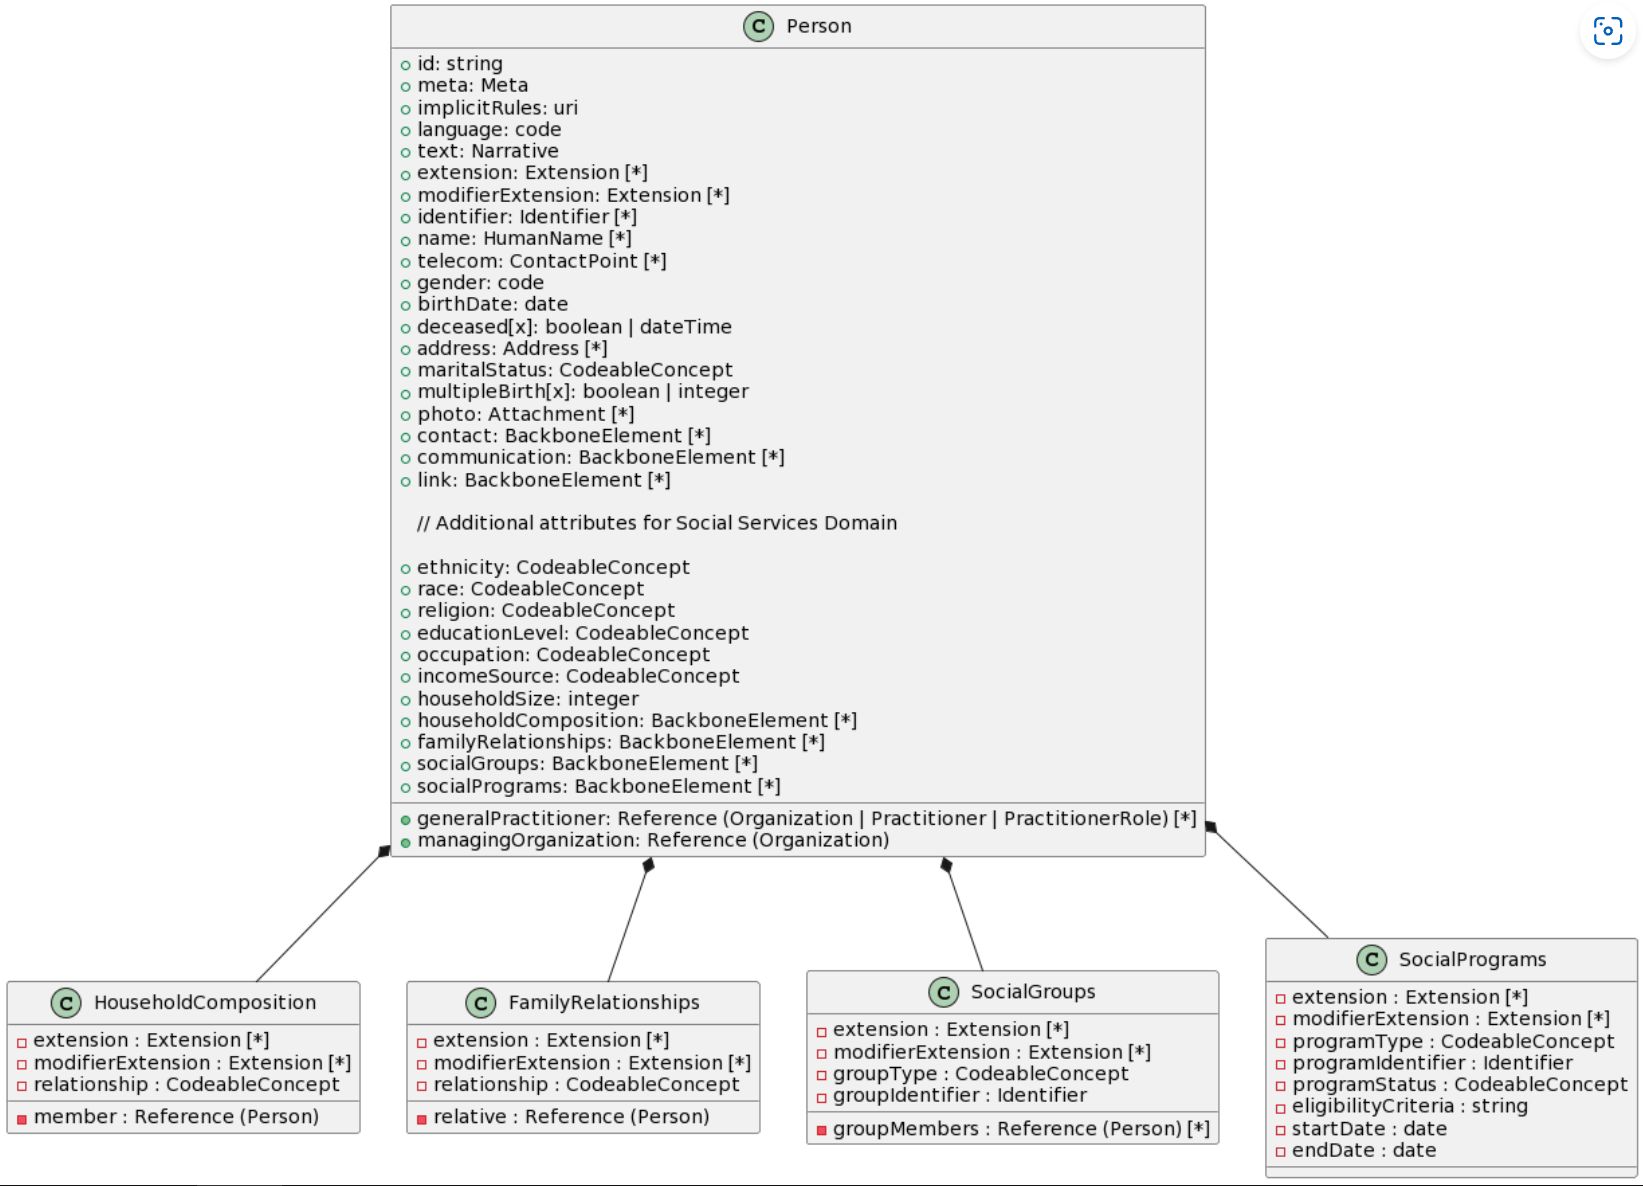 C Person
id: string
meta: Meta
implicitRules: uri
language: code
text: Narrative
extension: Extension [*]
modifierExtension: Extension [*]
identifier: Identifier [*]
name: HumanName [*]
telecom: ContactPoint [*]
gender: code
birthDate: date
deceased[x]: boolean | dateTime
address: Address [*]
maritalStatus: CodeableConcept
multipleBirth[x]: boolean | integer
photo: Attachment [*]
contact: BackboneElement [*]
communication: BackboneElement [*]
link: BackboneElement [*]
// Additional attributes for Social Services Domain
ethnicity: CodeableConcept
race: CodeableConcept
religion: CodeableConcept
educationLevel: CodeableConcept
occupation: CodeableConcept
incomeSource: CodeableConcept
householdSize: integer
householdComposition: BackboneElement [*]
familyRelationships: BackboneElement [*]
socialGroups: BackboneElement [*]
socialPrograms: BackboneElement [*]
generalPractitioner: Reference (Organization | Practitioner | PractitionerRole) [*]
managingOrganization: Reference (Organization)
C HouseholdComposition
extension : Extension [*]
modifierExtension : Extension [*]
relationship : CodeableConcept
member : Reference (Person)
C FamilyRelationships
extension : Extension [*]
modifierExtension : Extension [*]
relationship : CodeableConcept
relative : Reference (Person)
C SocialGroups
extension : Extension [*]
modifierExtension : Extension [*]
groupType : CodeableConcept
groupIdentifier : Identifier
groupMembers : Reference (Person) [*]
C SocialPrograms
extension : Extension [*]
modifierExtension : Extension [*]
programType : CodeableConcept
programIdentifier : Identifier
programStatus : CodeableConcept
eligibilityCriteria : string
startDate : date
endDate : date